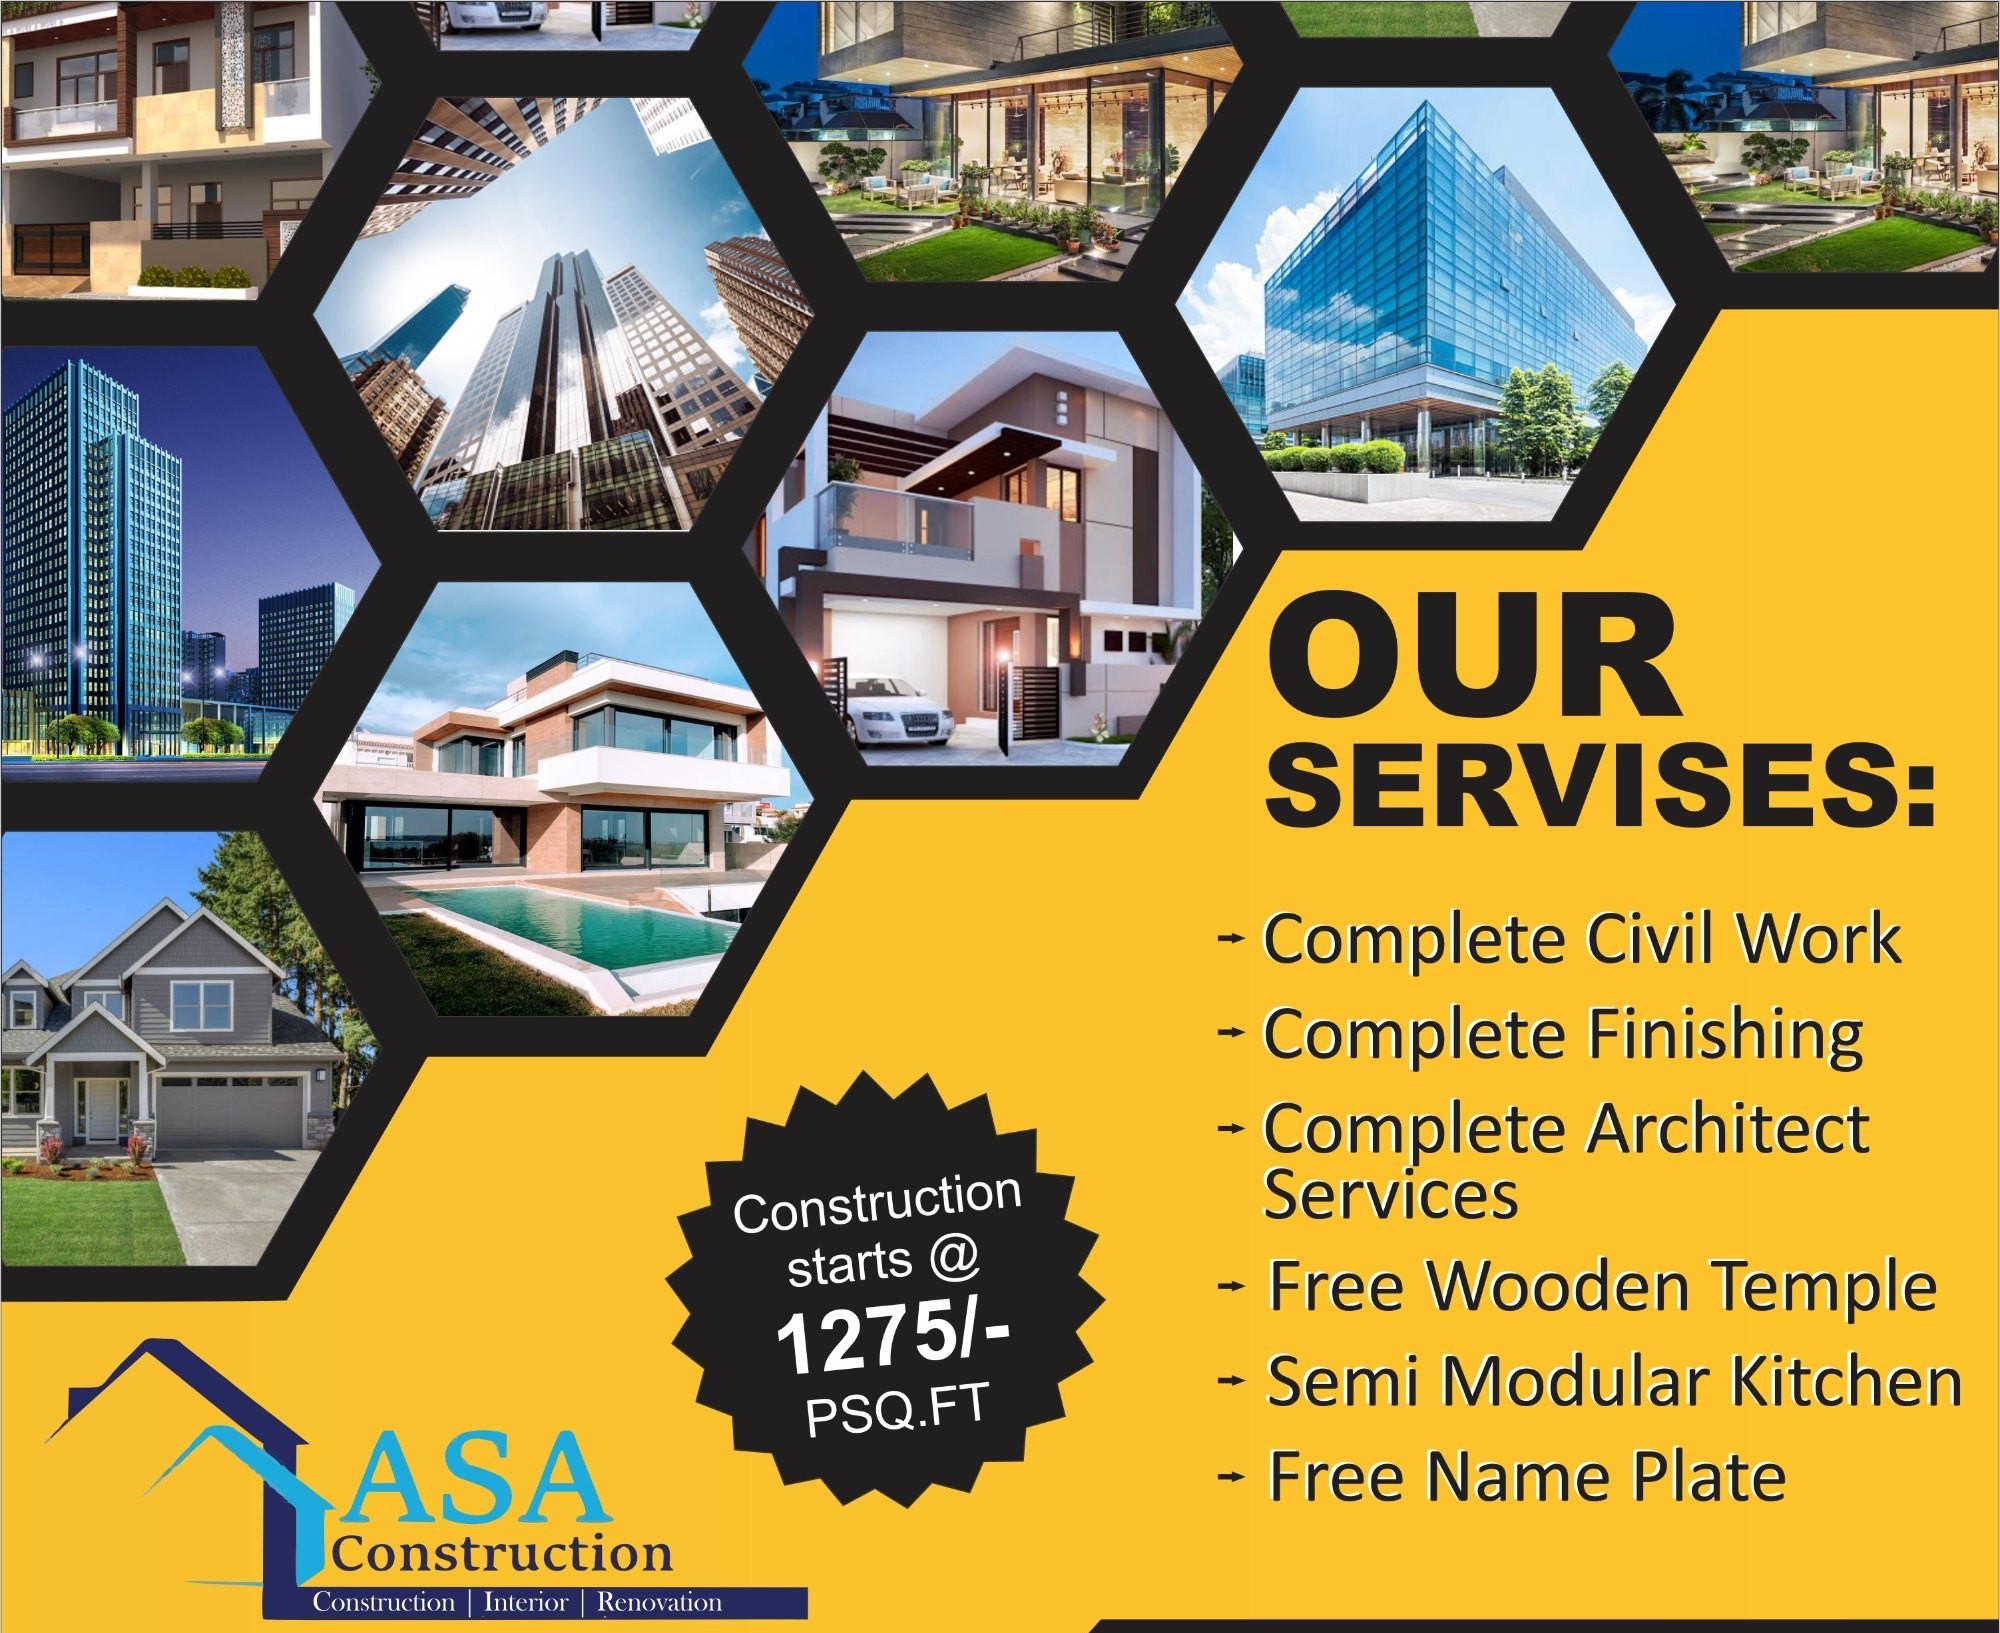 OUR
SERVISES:
Complete Civil Work
Complete Finishing
Complete Architect
Services
Free Wooden Temple
Semi Modular Kitchen
Free Name Plate
Construction
starts @
1275/-
PSQ.FT
ASA
Construction
Construction | Interior | Renovation